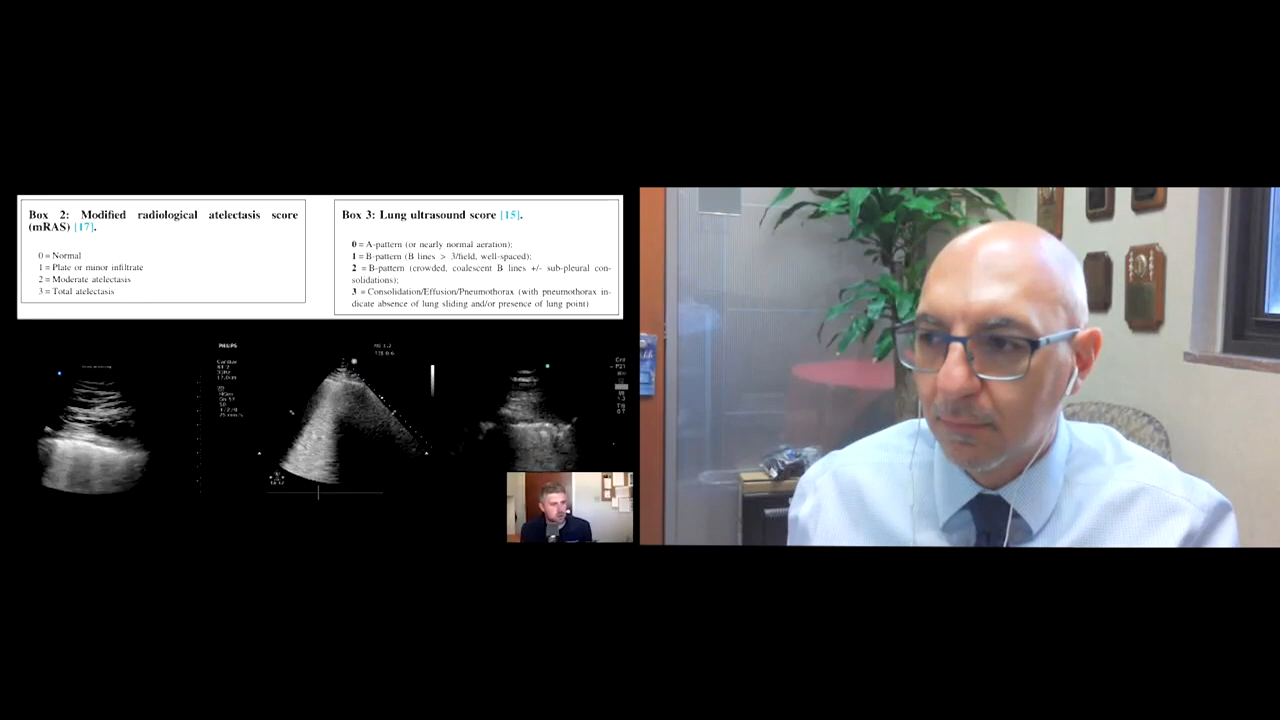 Box 2: Modified radiological atelectasis score
(mRAS) [17].
0 = Normal
1 = Plate or minor infiltrate
2 = Moderate atelectasis
3 = Total atelectasis
Box 3: Lung ultrasound score [15].
0 = A-pattern (or nearly normal aeration);
1 = B-pattern (B lines > 3/field, well-spaced);
2 = B-pattern (crowded, coalescent B lines +/- sub-pleural con-
solidations);
3 = Consolidation/Effusion/Pneumothorax (with pneumothorax in-
dicate absence of lung sliding and/or presence of lung point)
PHILIPS
Cardiac